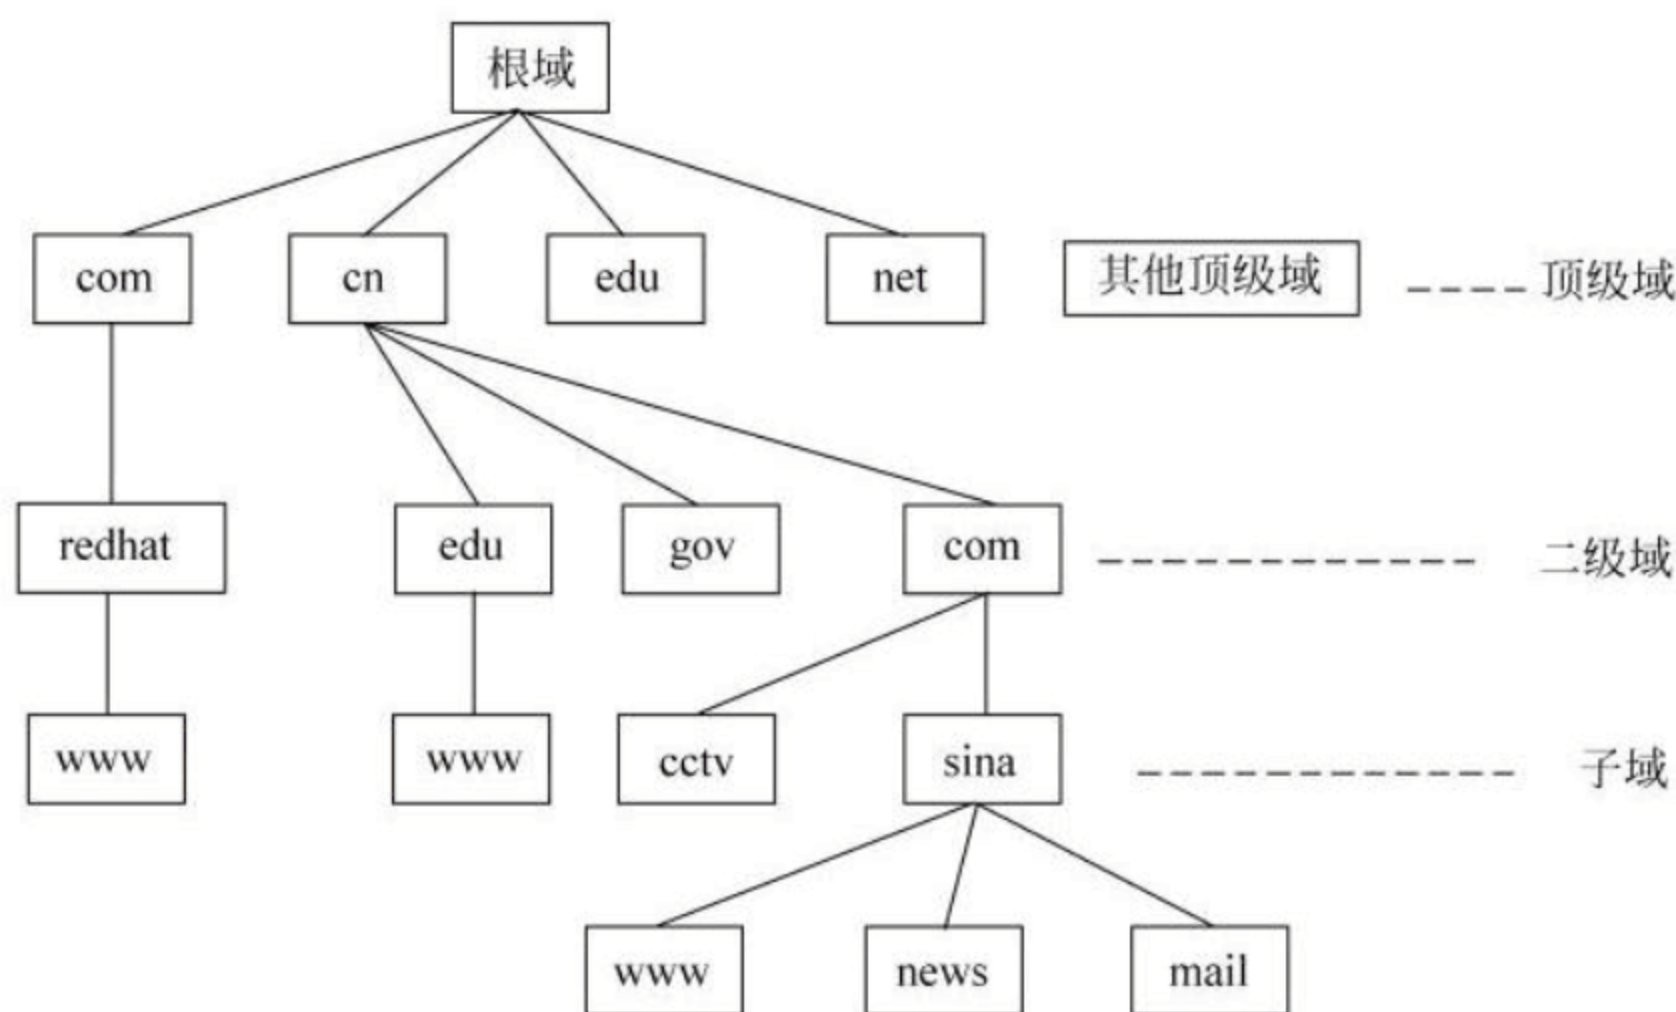 根域
com
cn
edu
net
其他顶级域
顶级域
redhat
edu
gov
com
二级域
www
www
cctv
sina
子域
www
news
mail